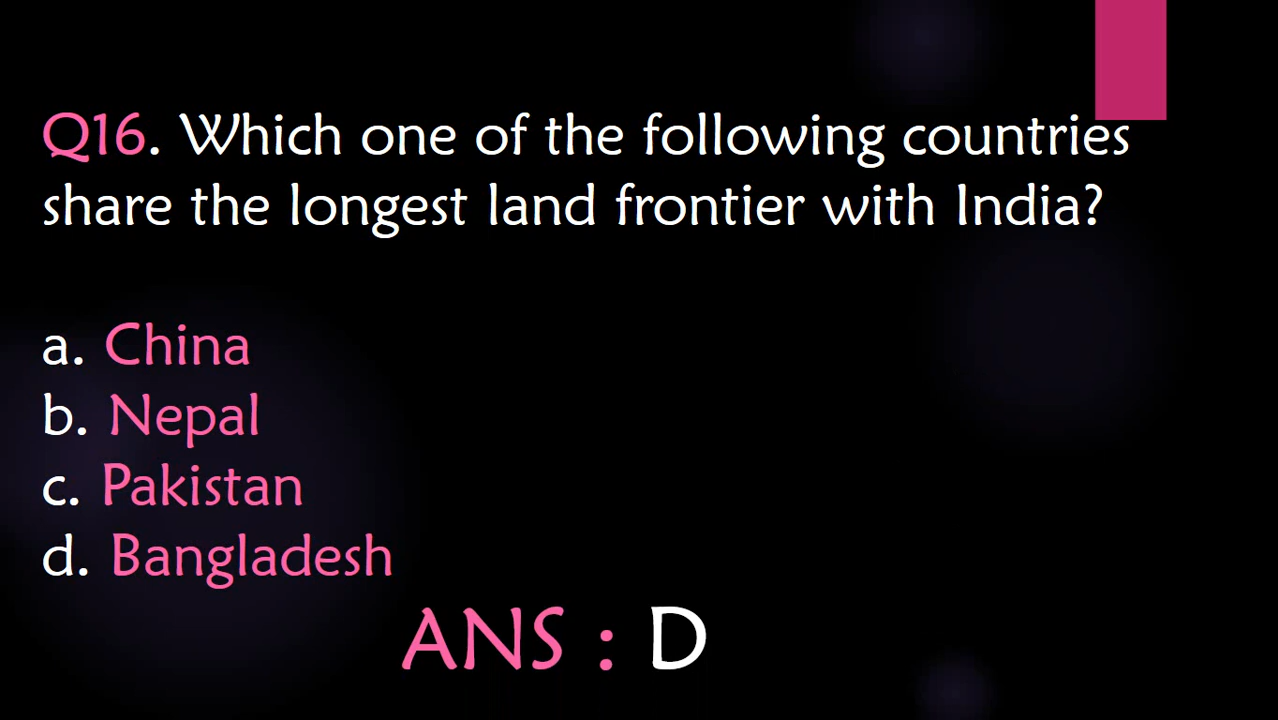 Q16. Which one of the following countries
share the longest land frontier with India?
a. China
b. Nepal
c. Pakistan
d. Bangladesh
ANS : D